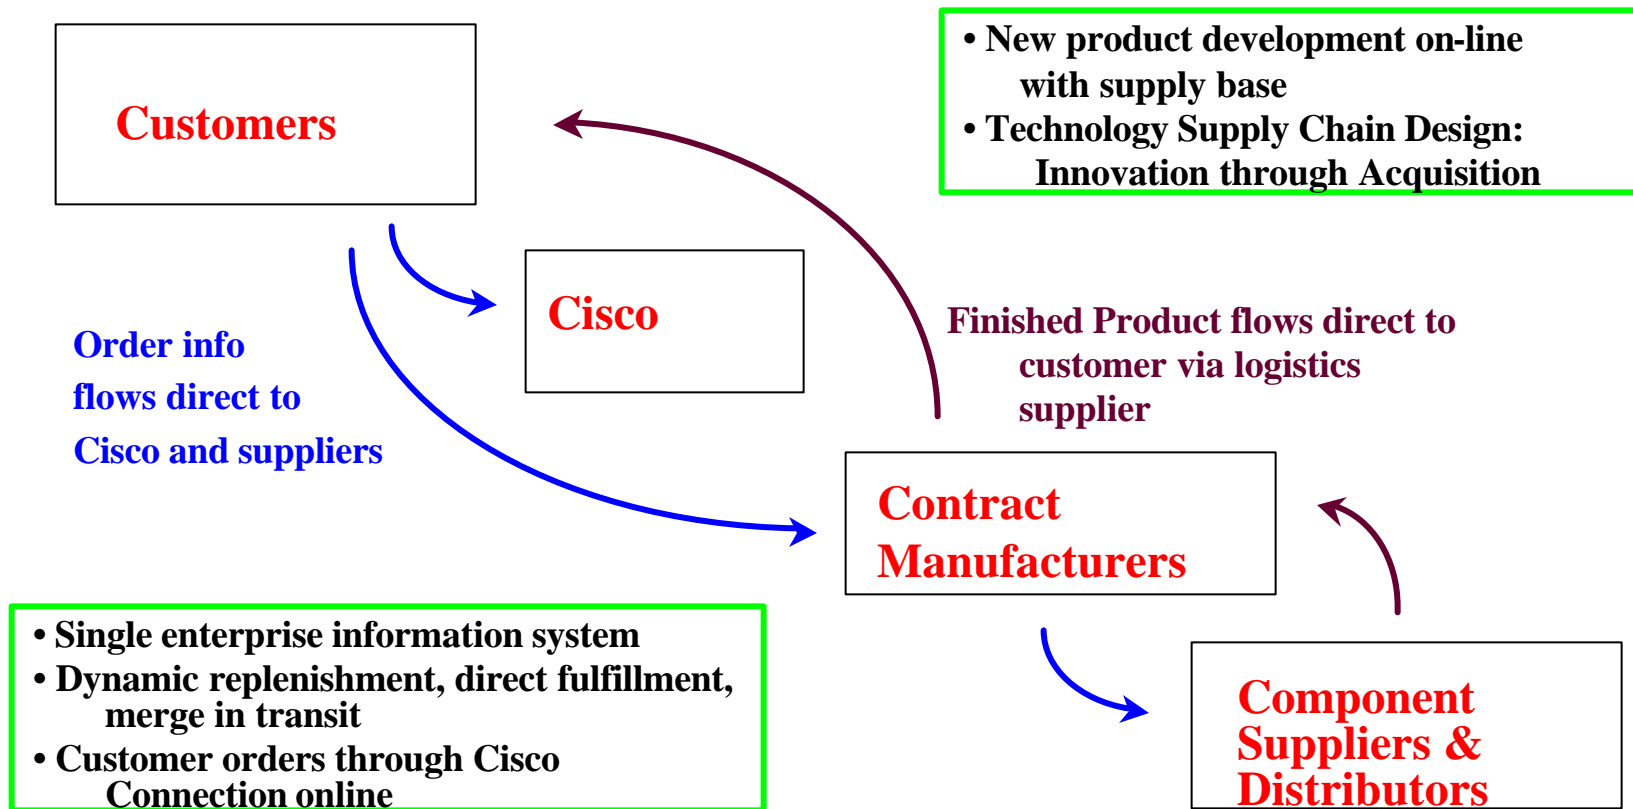 Customers
• New product development on-line
with supply base
• Technology Supply Chain Design:
Innovation through Acquisition
Cisco
Order info
flows direct to
Cisco and suppliers
Finished Product flows direct to
customer via logistics
supplier
Contract
Manufacturers
• Single enterprise information system
• Dynamic replenishment, direct fulfillment,
merge in transit
• Customer orders through Cisco
Connection online
Component
Suppliers &
Distributors